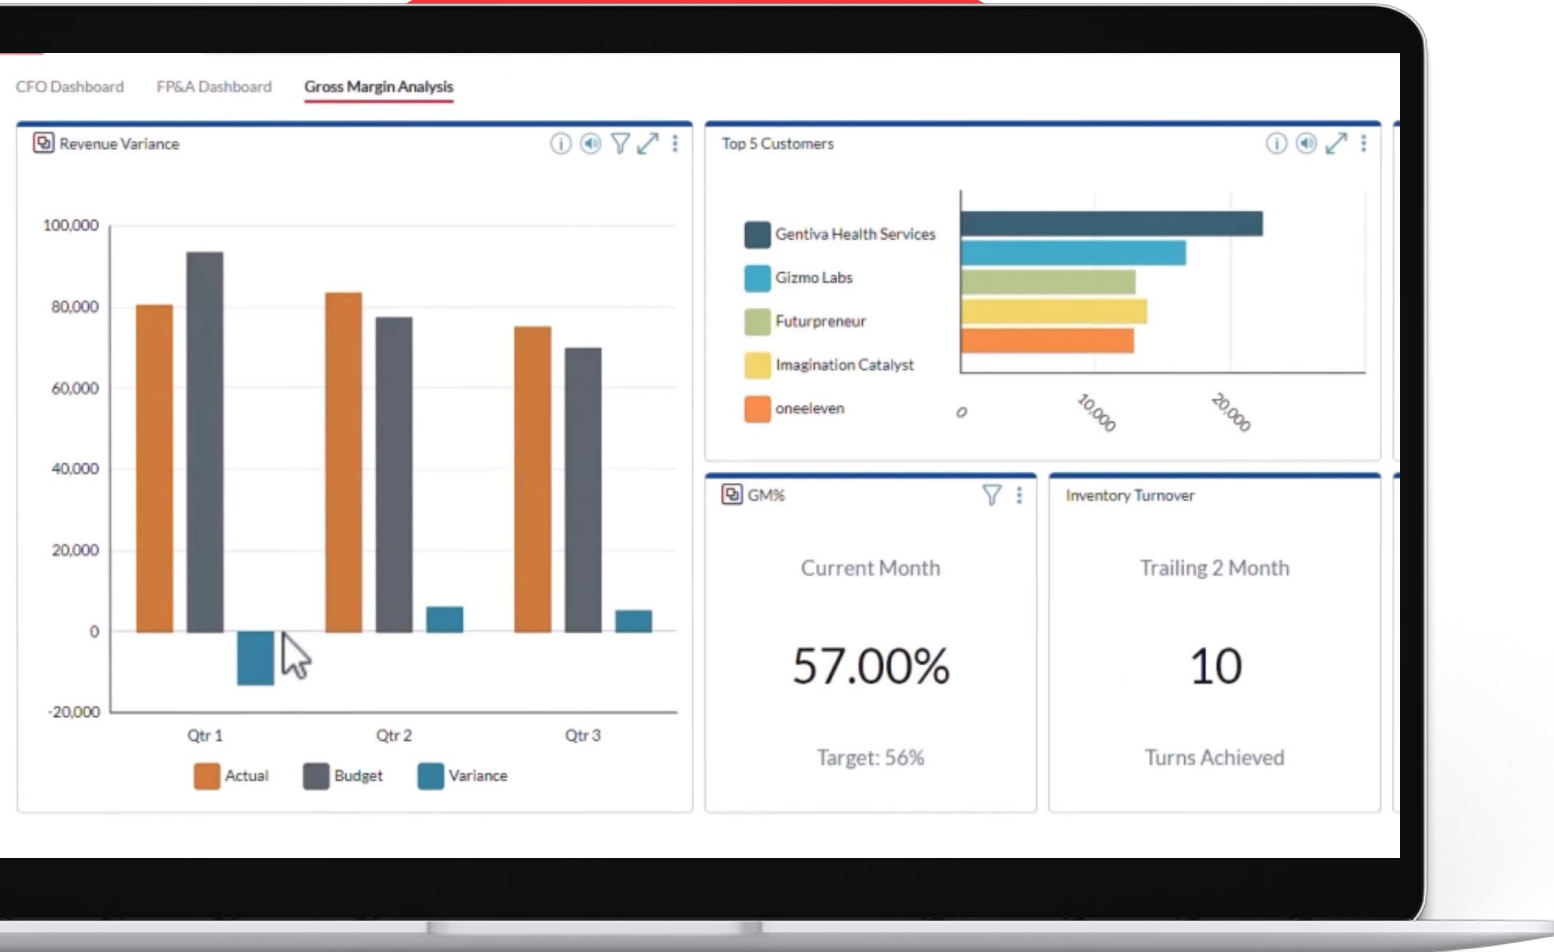 CFO Dashboard
FP&A Dashboard
Gross Margin Analysis
Revenue Variance
100,000
80,000
60,000
40,000
20,000
0
-20,000
Qtr 1
Qtr 2
Qtr 3
Actual
Budget
Variance
Top 5 Customers
Gentiva Health Services
Gizmo Labs
Futurpreneur
Imagination Catalyst
oneeleven
0
10,000
20,000
GM%
Current Month
57.00%
Target: 56%
Inventory Turnover
Trailing 2 Month
10
Turns Achieved